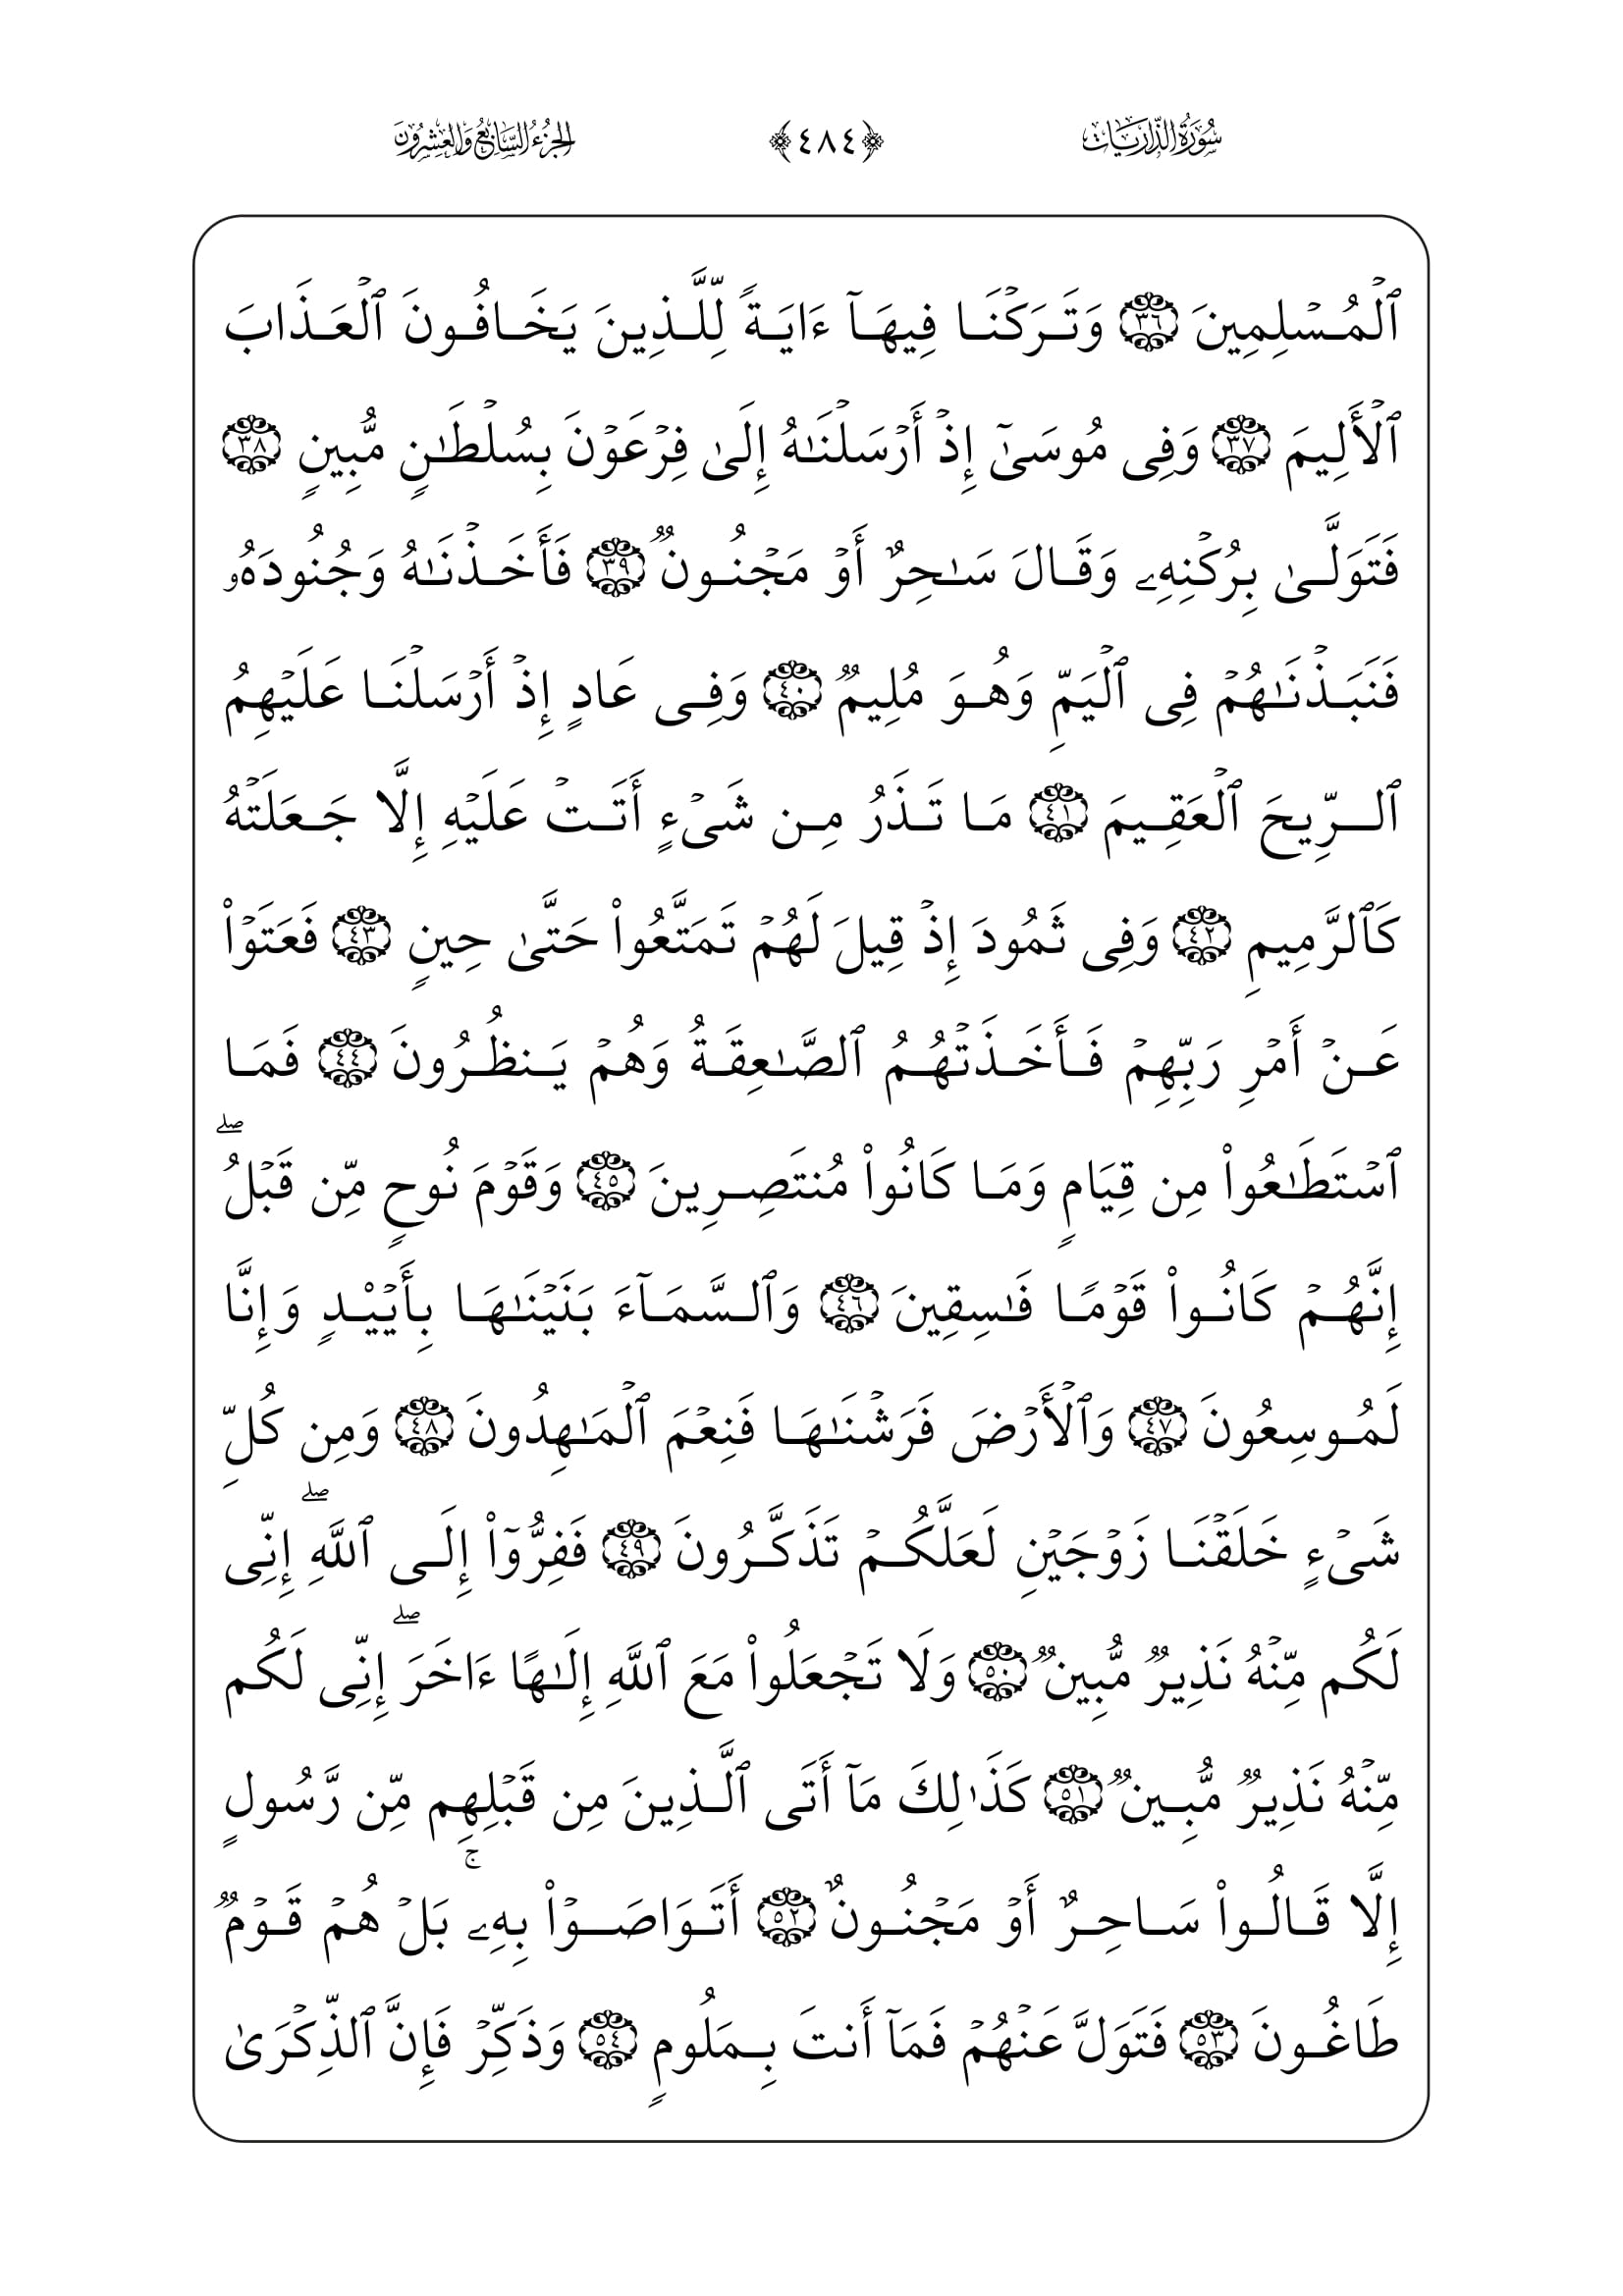 سُورَةُ الذَّارِيَات ٤٨٤ الجُزْءُ السَّابِعُ وَالعِشْرُونَ
ٱلۡمُسۡلِمِينَ ٣٦ وَتَرَكۡنَا فِيهَآ ءَايَةٗ لِّلَّذِينَ يَخَافُونَ ٱلۡعَذَابَ
ٱلۡأَلِيمَ ٣٧ وَفِي مُوسَىٰٓ إِذۡ أَرۡسَلۡنَٰهُ إِلَىٰ فِرۡعَوۡنَ بِسُلۡطَٰنٖ مُّبِينٖ ٣٨
فَتَوَلَّىٰ بِرُكۡنِهِۦ وَقَالَ سَٰحِرٌ أَوۡ مَجۡنُونٞ ٣٩ فَأَخَذۡنَٰهُ وَجُنُودَهُۥ
فَنَبَذۡنَٰهُمۡ فِي ٱلۡيَمِّ وَهُوَ مُلِيمٞ ٤٠ وَفِي عَادٍ إِذۡ أَرۡسَلۡنَا عَلَيۡهِمُ
ٱلرِّيحَ ٱلۡعَقِيمَ ٤١ مَا تَذَرُ مِن شَيۡءٍ أَتَتۡ عَلَيۡهِ إِلَّا جَعَلَتۡهُ
كَٱلرَّمِيمِ ٤٢ وَفِي ثَمُودَ إِذۡ قِيلَ لَهُمۡ تَمَتَّعُواْ حَتَّىٰ حِينٖ ٤٣ فَعَتَوۡاْ
عَنۡ أَمۡرِ رَبِّهِمۡ فَأَخَذَتۡهُمُ ٱلصَّٰعِقَةُ وَهُمۡ يَنظُرُونَ ٤٤ فَمَا
ٱسۡتَطَٰعُواْ مِن قِيَامٖ وَمَا كَانُواْ مُنتَصِرِينَ ٤٥ وَقَوۡمَ نُوحٖ مِّن قَبۡلُۖ
إِنَّهُمۡ كَانُواْ قَوۡمٗا فَٰسِقِينَ ٤٦ وَٱلسَّمَآءَ بَنَيۡنَٰهَا بِأَيۡيْدٖ وَإِنَّا
لَمُوسِعُونَ ٤٧ وَٱلۡأَرۡضَ فَرَشۡنَٰهَا فَنِعۡمَ ٱلۡمَٰهِدُونَ ٤٨ وَمِن كُلِّ
شَيۡءٍ خَلَقۡنَا زَوۡجَيۡنِ لَعَلَّكُمۡ تَذَكَّرُونَ ٤٩ فَفِرُّوٓاْ إِلَى ٱللَّهِۖ إِنِّي
لَكُم مِّنۡهُ نَذِيرٞ مُّبِينٞ ٥٠ وَلَا تَجۡعَلُواْ مَعَ ٱللَّهِ إِلَٰهًا ءَاخَرَۖ إِنِّي لَكُم
مِّنۡهُ نَذِيرٞ مُّبِينٞ ٥١ كَذَٰلِكَ مَآ أَتَى ٱلَّذِينَ مِن قَبۡلِهِم مِّن رَّسُولٍ
إِلَّا قَالُواْ سَاحِرٌ أَوۡ مَجۡنُونٌ ٥٢ أَتَوَاصَوۡاْ بِهِۦۚ بَلۡ هُمۡ قَوۡمٞ
طَاغُونَ ٥٣ فَتَوَلَّ عَنۡهُمۡ فَمَآ أَنتَ بِمَلُومٖ ٥٤ وَذَكِّرۡ فَإِنَّ ٱلذِّكۡرَىٰ